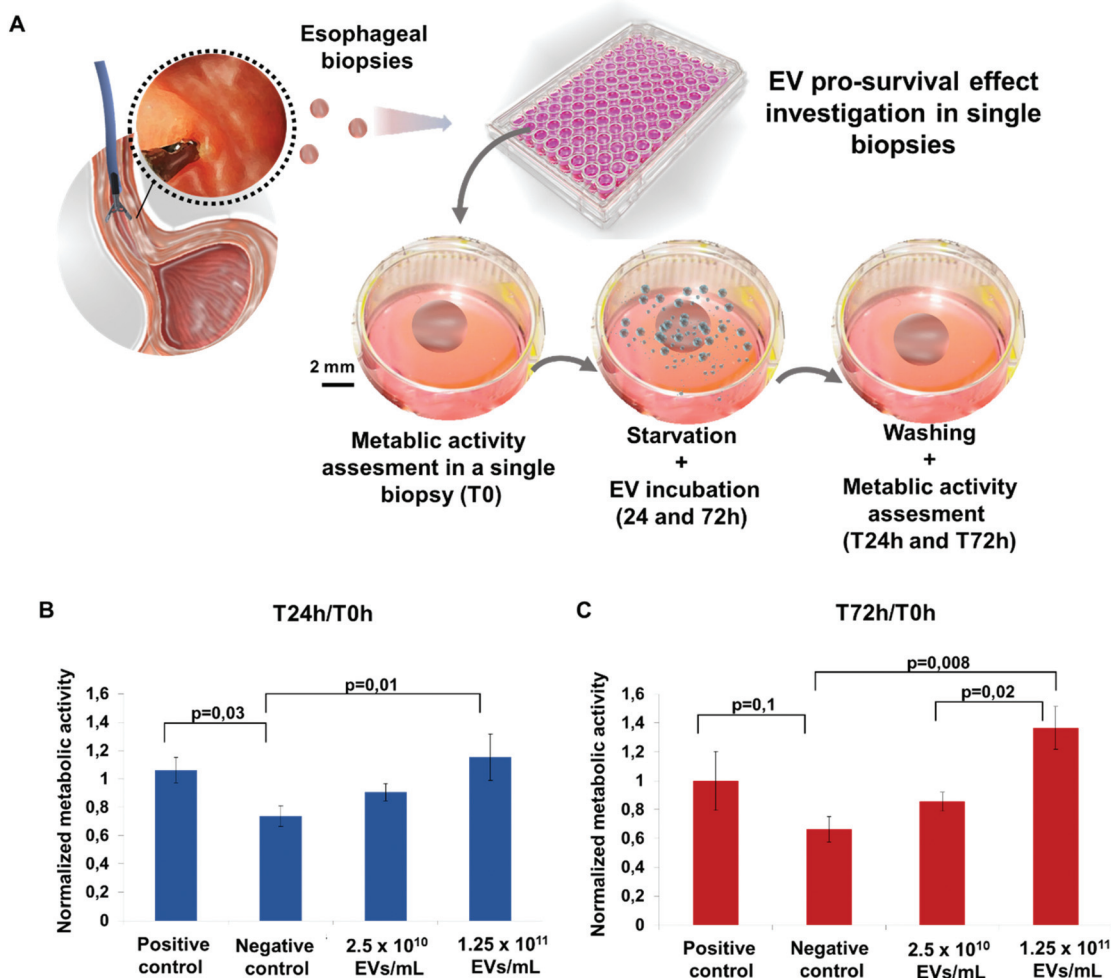 A
Esophageal
biopsies
EV pro-survival effect
investigation in single
biopsies
2 mm
Metablic activity
assesment in a single
biopsy (T0)
Starvation
+
EV incubation
(24 and 72h)
Washing
+
Metablic activity
assesment
(T24h and T72h)
B
T24h/T0h
Normalized metabolic activity
1,6
1,4
1,2
1
0,8
0,6
0,4
0,2
0
p=0,03
p=0,01
Positive
control
Negative
control
2.5 x 10¹⁰
EVs/mL
1.25 x 10¹¹
EVs/mL
C
T72h/T0h
Normalized metabolic activity
1,6
1,4
1,2
1
0,8
0,6
0,4
0,2
0
p=0,008
p=0,1
p=0,02
Positive
control
Negative
control
2.5 x 10¹⁰
EVs/mL
1.25 x 10¹¹
EVs/mL